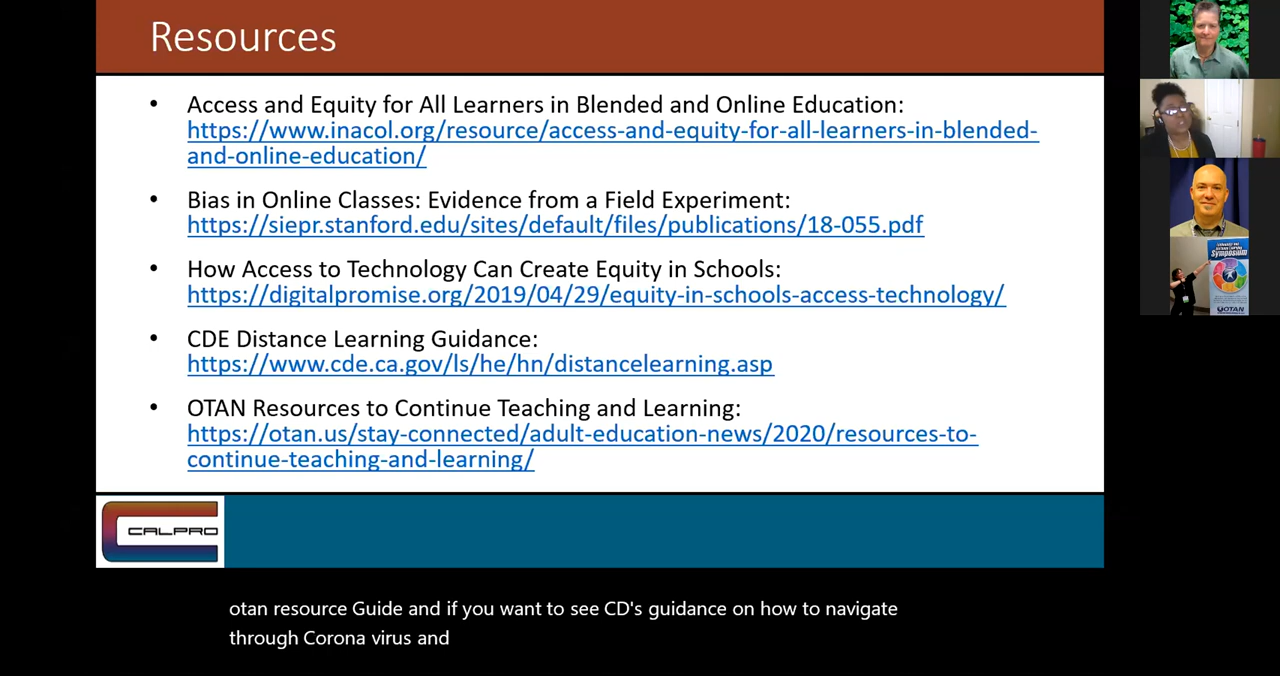 Resources
• Access and Equity for All Learners in Blended and Online Education:
https://www.inacol.org/resource/access-and-equity-for-all-learners-in-blended-
and-online-education/
• Bias in Online Classes: Evidence from a Field Experiment:
https://siepr.stanford.edu/sites/default/files/publications/18-055.pdf
• How Access to Technology Can Create Equity in Schools:
https://digitalpromise.org/2019/04/29/equity-in-schools-access-technology/
• CDE Distance Learning Guidance:
https://www.cde.ca.gov/ls/he/hn/distancelearning.asp
• OTAN Resources to Continue Teaching and Learning:
https://otan.us/stay-connected/adult-education-news/2020/resources-to-
continue-teaching-and-learning/
CALPRO
otan resource Guide and if you want to see CD's guidance on how to navigate
through Corona virus and
Symposium
OTAN